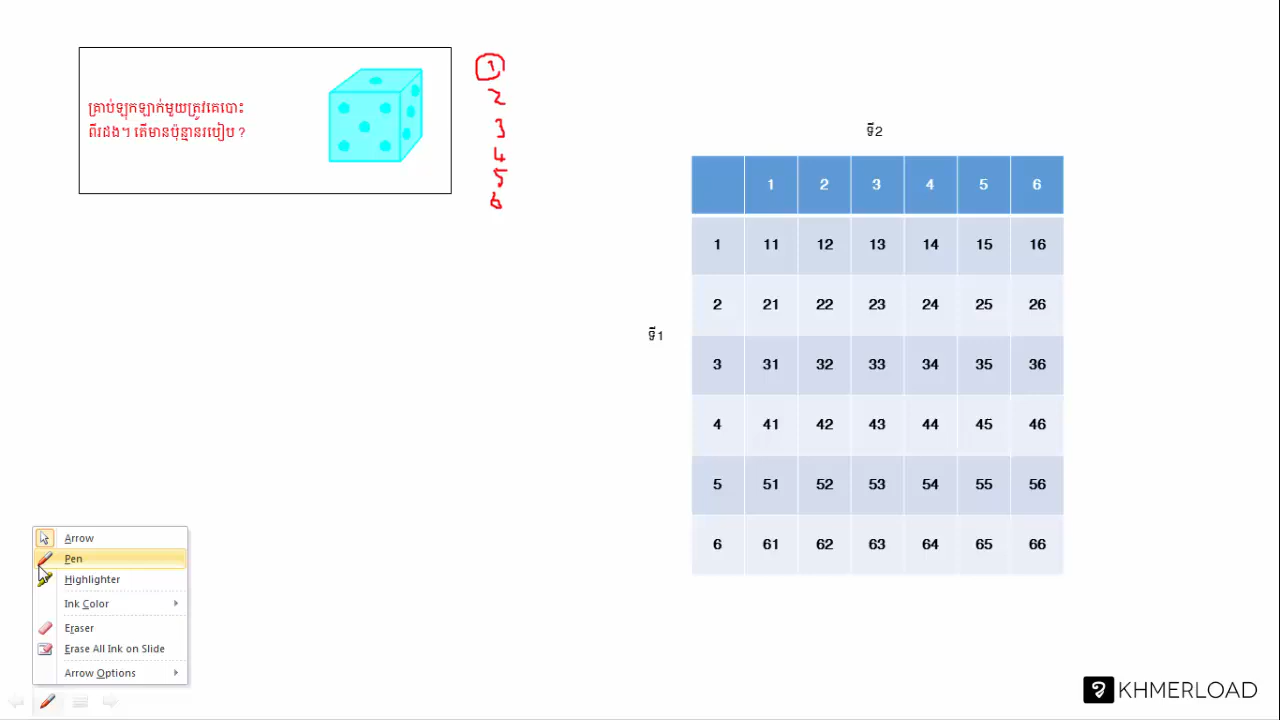 គ្រាប់ឡុកឡាក់មួយត្រូវគេបោះ
ពីរដង។ តើមានប៉ុន្មានរបៀប ?
1
2
3
4
5
6
ទី2
1 2 3 4 5 6
1 11 12 13 14 15 16
2 21 22 23 24 25 26
ទី1
3 31 32 33 34 35 36
4 41 42 43 44 45 46
5 51 52 53 54 55 56
6 61 62 63 64 65 66
Arrow
Pen
Highlighter
Ink Color
Eraser
Erase All Ink on Slide
Arrow Options
KHMERLOAD